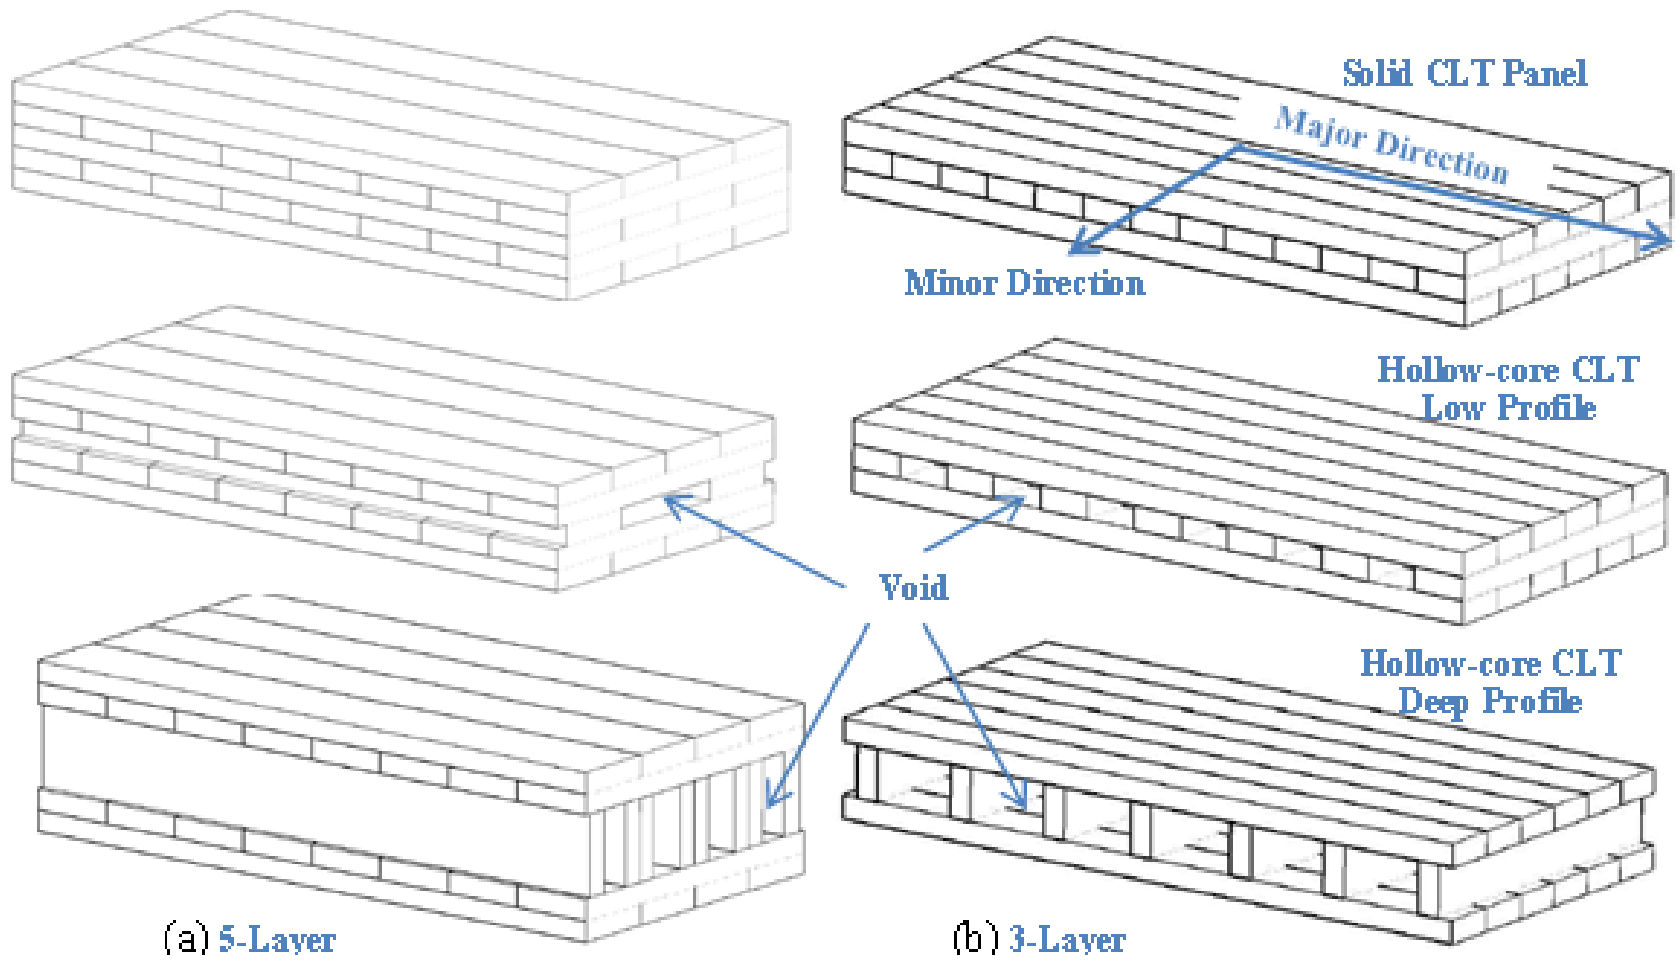 Solid CLT Panel
Major Direction
Minor Direction
Hollow-core CLT
Low Profile
Void
Hollow-core CLT
Deep Profile
(a) 5-Layer
(b) 3-Layer